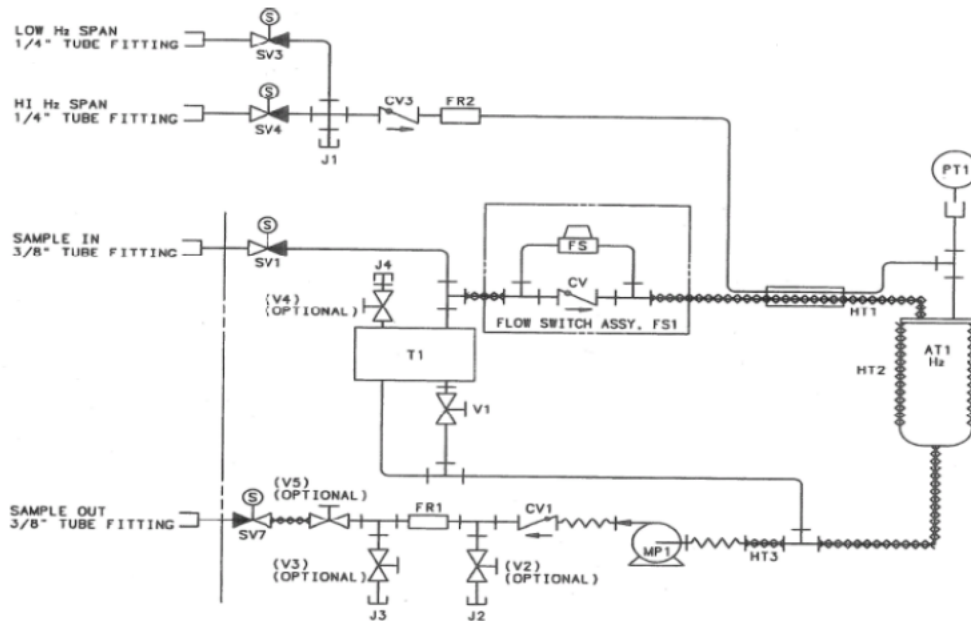 LOW H2 SPAN
1/4" TUBE FITTING
S
SV3
HI H2 SPAN
1/4" TUBE FITTING
S
SV4
J1
CV3
FR2
PT1
SAMPLE IN
3/8" TUBE FITTING
S
SV1
J4
(V4)
(OPTIONAL)
FS
CV
FLOW SWITCH ASSY. FS1
HT1
T1
HT2
AT1
H2
V1
SAMPLE OUT
3/8" TUBE FITTING
S
SV7
(V5)
(OPTIONAL)
FR1
CV1
MP1
HT3
(V3)
(OPTIONAL)
(V2)
(OPTIONAL)
J3
J2